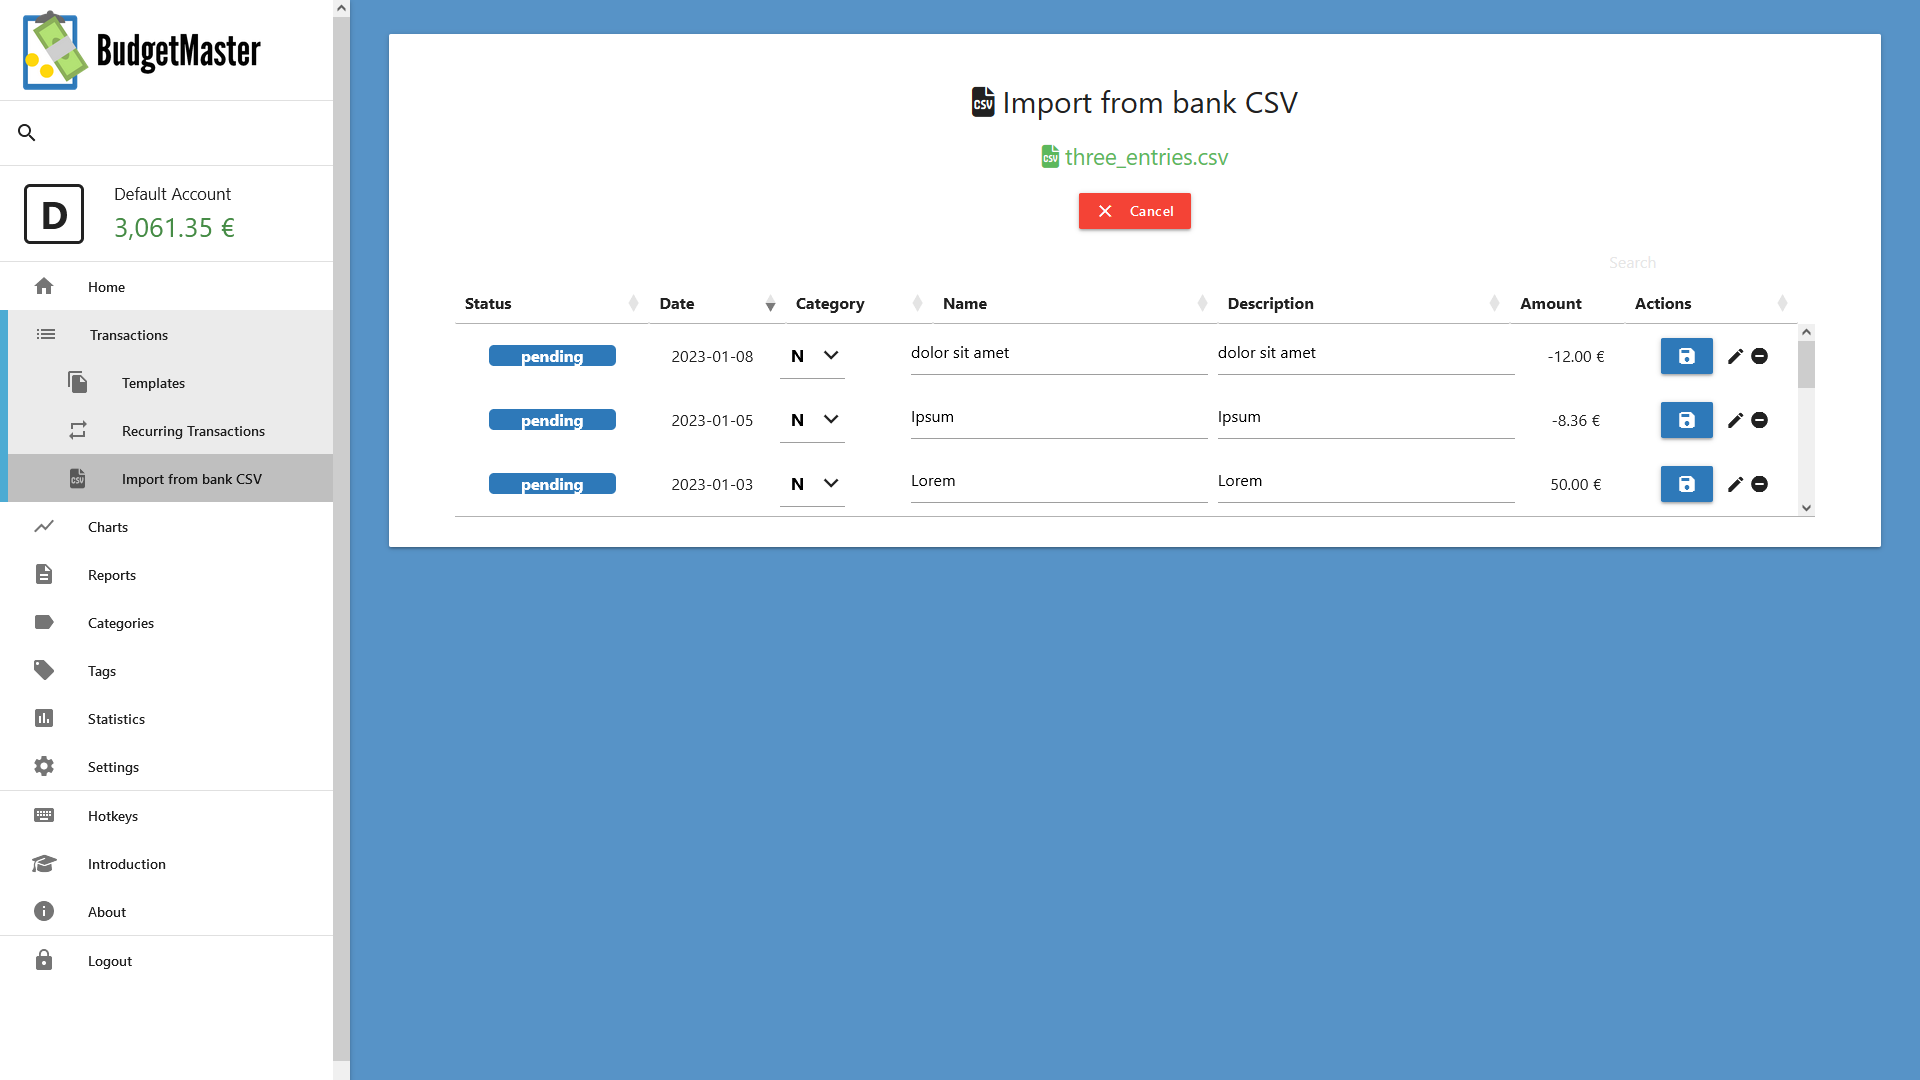 BudgetMaster
D
Default Account
3,061.35 €
Home
Transactions
Templates
Recurring Transactions
CSV
Import from bank CSV
Charts
Reports
Categories
Tags
Statistics
Settings
Hotkeys
Introduction
About
Logout
CSV Import from bank CSV
CSV three_entries.csv
Cancel
Search
Status Date Category Name Description Amount Actions
pending 2023-01-08 N dolor sit amet dolor sit amet -12.00 €
pending 2023-01-05 N Ipsum Ipsum -8.36 €
pending 2023-01-03 N Lorem Lorem 50.00 €